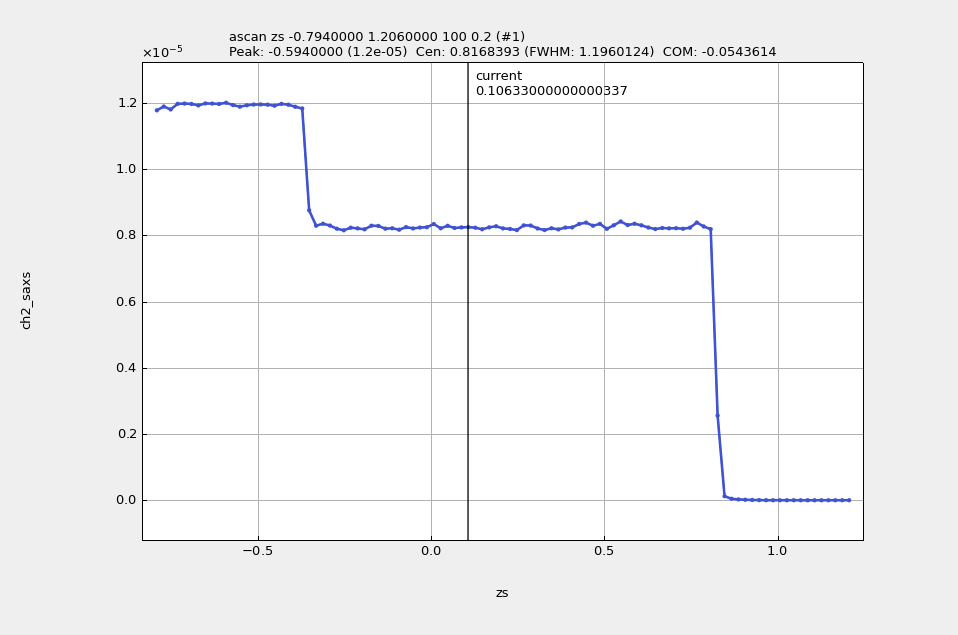 ascan zs -0.7940000 1.2060000 100 0.2 (#1)
Peak: -0.5940000 (1.2e-05)  Cen: 0.8168393 (FWHM: 1.1960124)  COM: -0.0543614
×10⁻⁵
current
0.10633000000000337
1.2
1.0
0.8
0.6
0.4
0.2
0.0
ch2_saxs
−0.5
0.0
0.5
1.0
zs